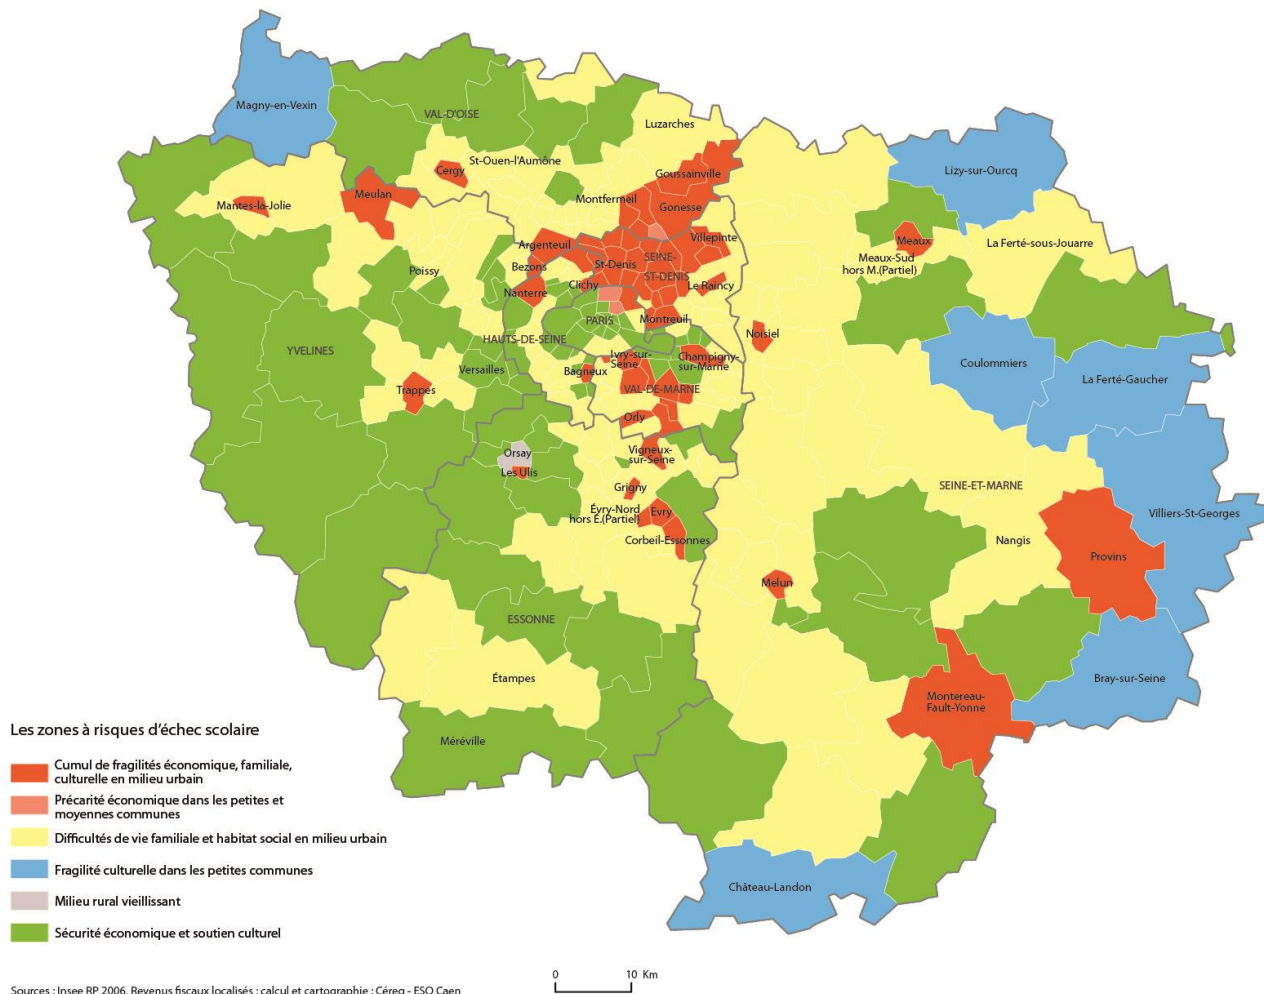 Magny-en-Vexin
VAL-D'OISE
Luzarches
St-Ouen-l'Aumône
Cergy
Goussainville
Lizy-sur-Ourcq
Meulan
Montfermeil
Gonesse
Mantes-la-Jolie
Argenteuil
Villepinte
Meaux
La Ferté-sous-Jouarre
Bezons
St-Denis
SEINE-
ST-DENIS
Meaux-Sud
hors M.(Partiel)
Poissy
Clichy
Le Raincy
Nanterre
PARIS
Montreuil
Noisiel
HAUTS-DE-SEINE
YVELINES
Versailles
Ivry-sur-
Seine
Champigny-
sur-Marne
Coulommiers
La Ferté-Gaucher
Bagneux
VAL-DE-MARNE
Trappes
Orly
Orsay
Vigneux-
sur-Seine
Les Ulis
Grigny
SEINE-ET-MARNE
Évry-Nord
hors E.(Partiel)
Evry
Villiers-St-Georges
Corbeil-Essonnes
Nangis
Provins
Melun
ESSONNE
Étampes
Bray-sur-Seine
Montereau-
Fault-Yonne
Méréville
Château-Landon
Les zones à risques d'échec scolaire
Cumul de fragilités économique, familiale,
culturelle en milieu urbain
Précarité économique dans les petites et
moyennes communes
Difficultés de vie familiale et habitat social en milieu urbain
Fragilité culturelle dans les petites communes
Milieu rural vieillissant
Sécurité économique et soutien culturel
0 10 Km
Sources : Insee RP 2006, Revenus fiscaux localisés ; calcul et cartographie : Céreq - ESO Caen